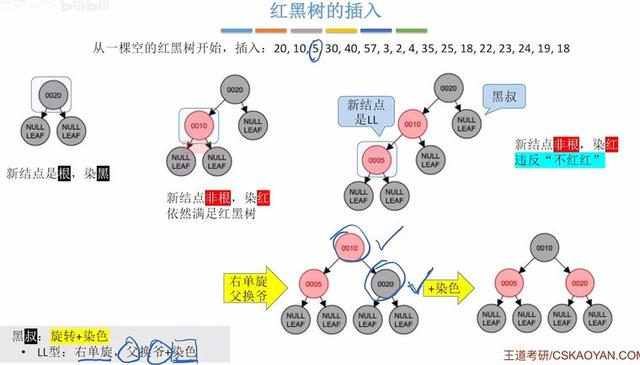 bilibili
红黑树的插入
从一棵空的红黑树开始，插入：20, 10, 5, 30, 40, 57, 3, 2, 4, 35, 25, 18, 22, 23, 24, 19, 18
0020
NULL LEAF
NULL LEAF
新结点是根，染黑
0020
0010
NULL LEAF
NULL LEAF
NULL LEAF
新结点非根，染红
依然满足红黑树
新结点
是LL
黑叔
0020
0010
NULL LEAF
0005
NULL LEAF
NULL LEAF
NULL LEAF
新结点非根，染红
违反“不红红”
右单旋
父换爷
0010
0005
0020
NULL LEAF
NULL LEAF
NULL LEAF
NULL LEAF
+染色
0010
0005
0020
NULL LEAF
NULL LEAF
NULL LEAF
NULL LEAF
黑叔：旋转+染色
• LL型：右单旋，父换爷+染色
王道考研/CSKAOYAN.COM